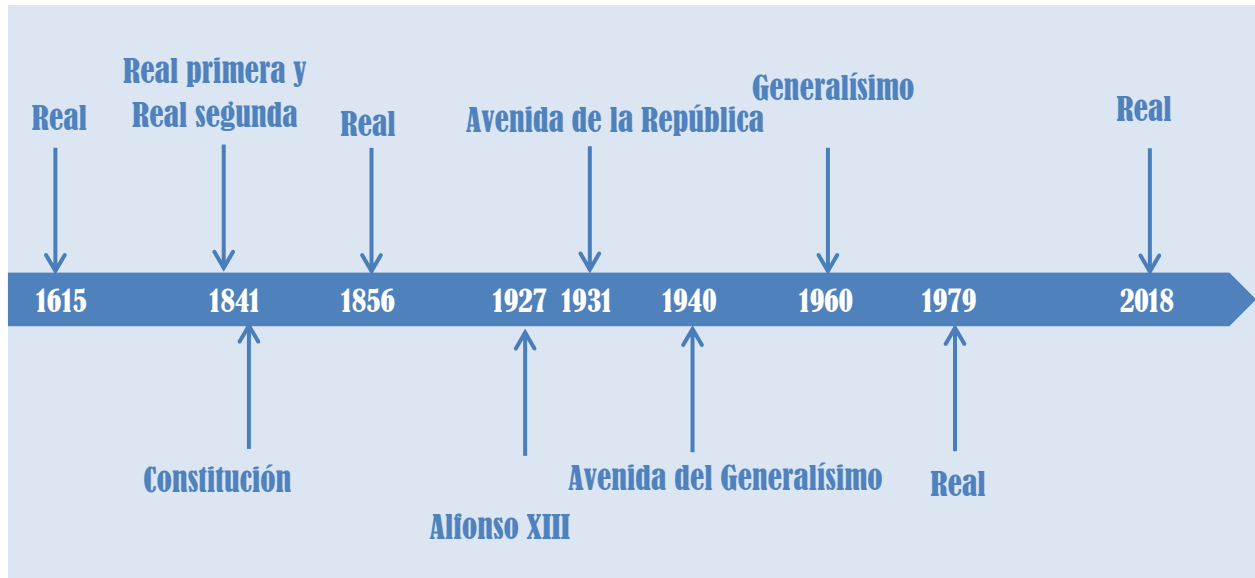 Real primera y
Real segunda
Real
Real
Avenida de la República
Generalísimo
Real
1615 1841 1856 1927 1931 1940 1960 1979 2018
Constitución
Alfonso XIII
Avenida del Generalísimo
Real